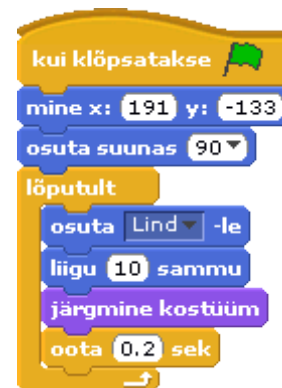 kui klõpsatakse
mine x: 191 y: -133
osuta suunas 90
lõputult
osuta Lind -le
liigu 10 sammu
järgmine kostüüm
oota 0.2 sek